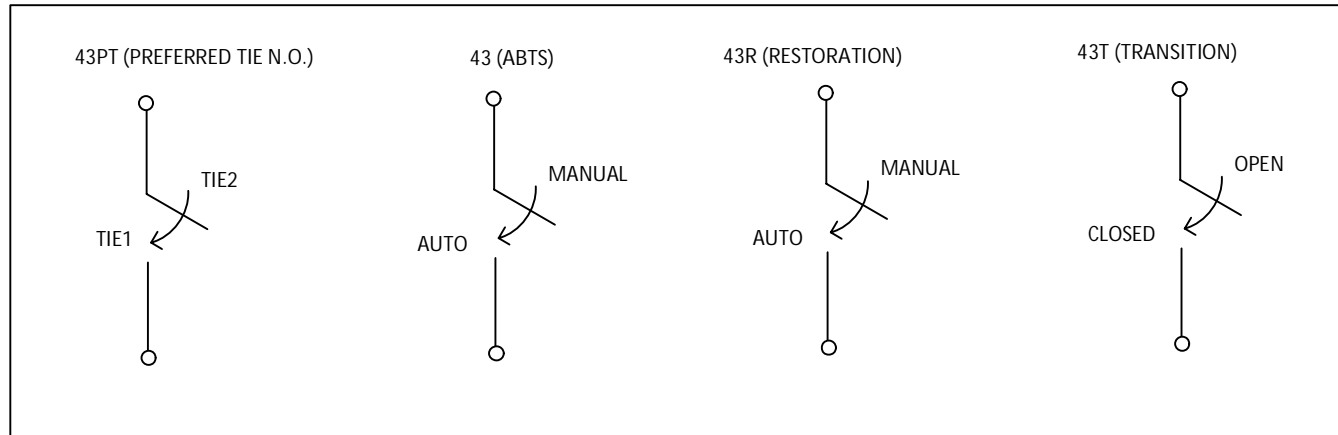 43PT (PREFERRED TIE N.O.)
TIE2
TIE1
43 (ABTS)
MANUAL
AUTO
43R (RESTORATION)
MANUAL
AUTO
43T (TRANSITION)
OPEN
CLOSED